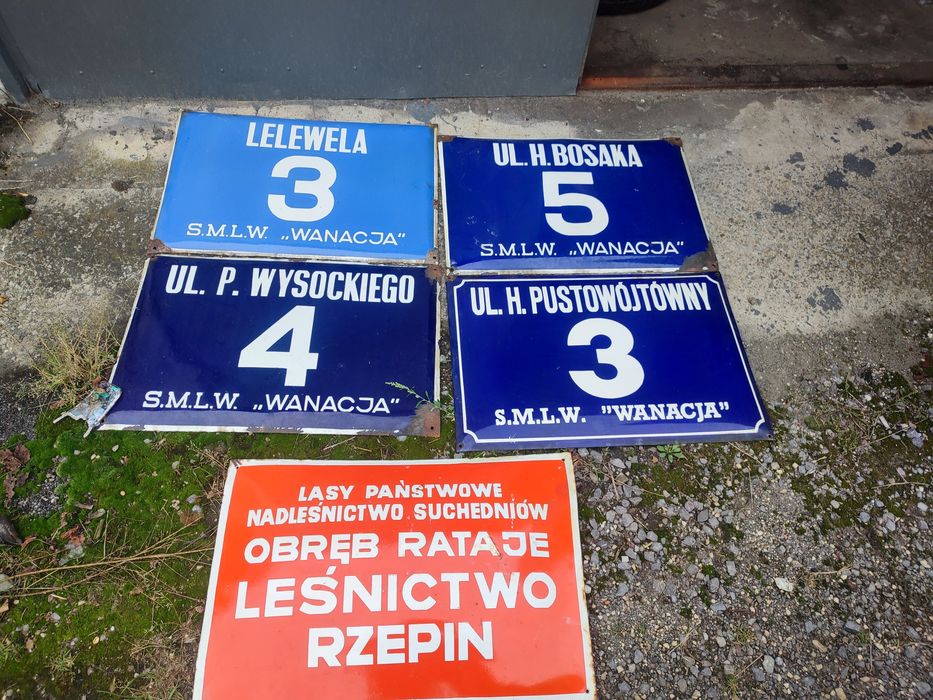 LELEWELA
3
S.M.L.W. „WANACJA”
UL. H. BOSAKA
5
S.M.L.W. „WANACJA”
UL. P. WYSOCKIEGO
4
S.M.L.W. „WANACJA”
UL. H. PUSTOWÓJTÓWNY
3
S.M.L.W. ”WANACJA”
LASY PAŃSTWOWE
NADLEŚNICTWO SUCHEDNIÓW
OBRĘB RATAJE
LEŚNICTWO
RZEPIN